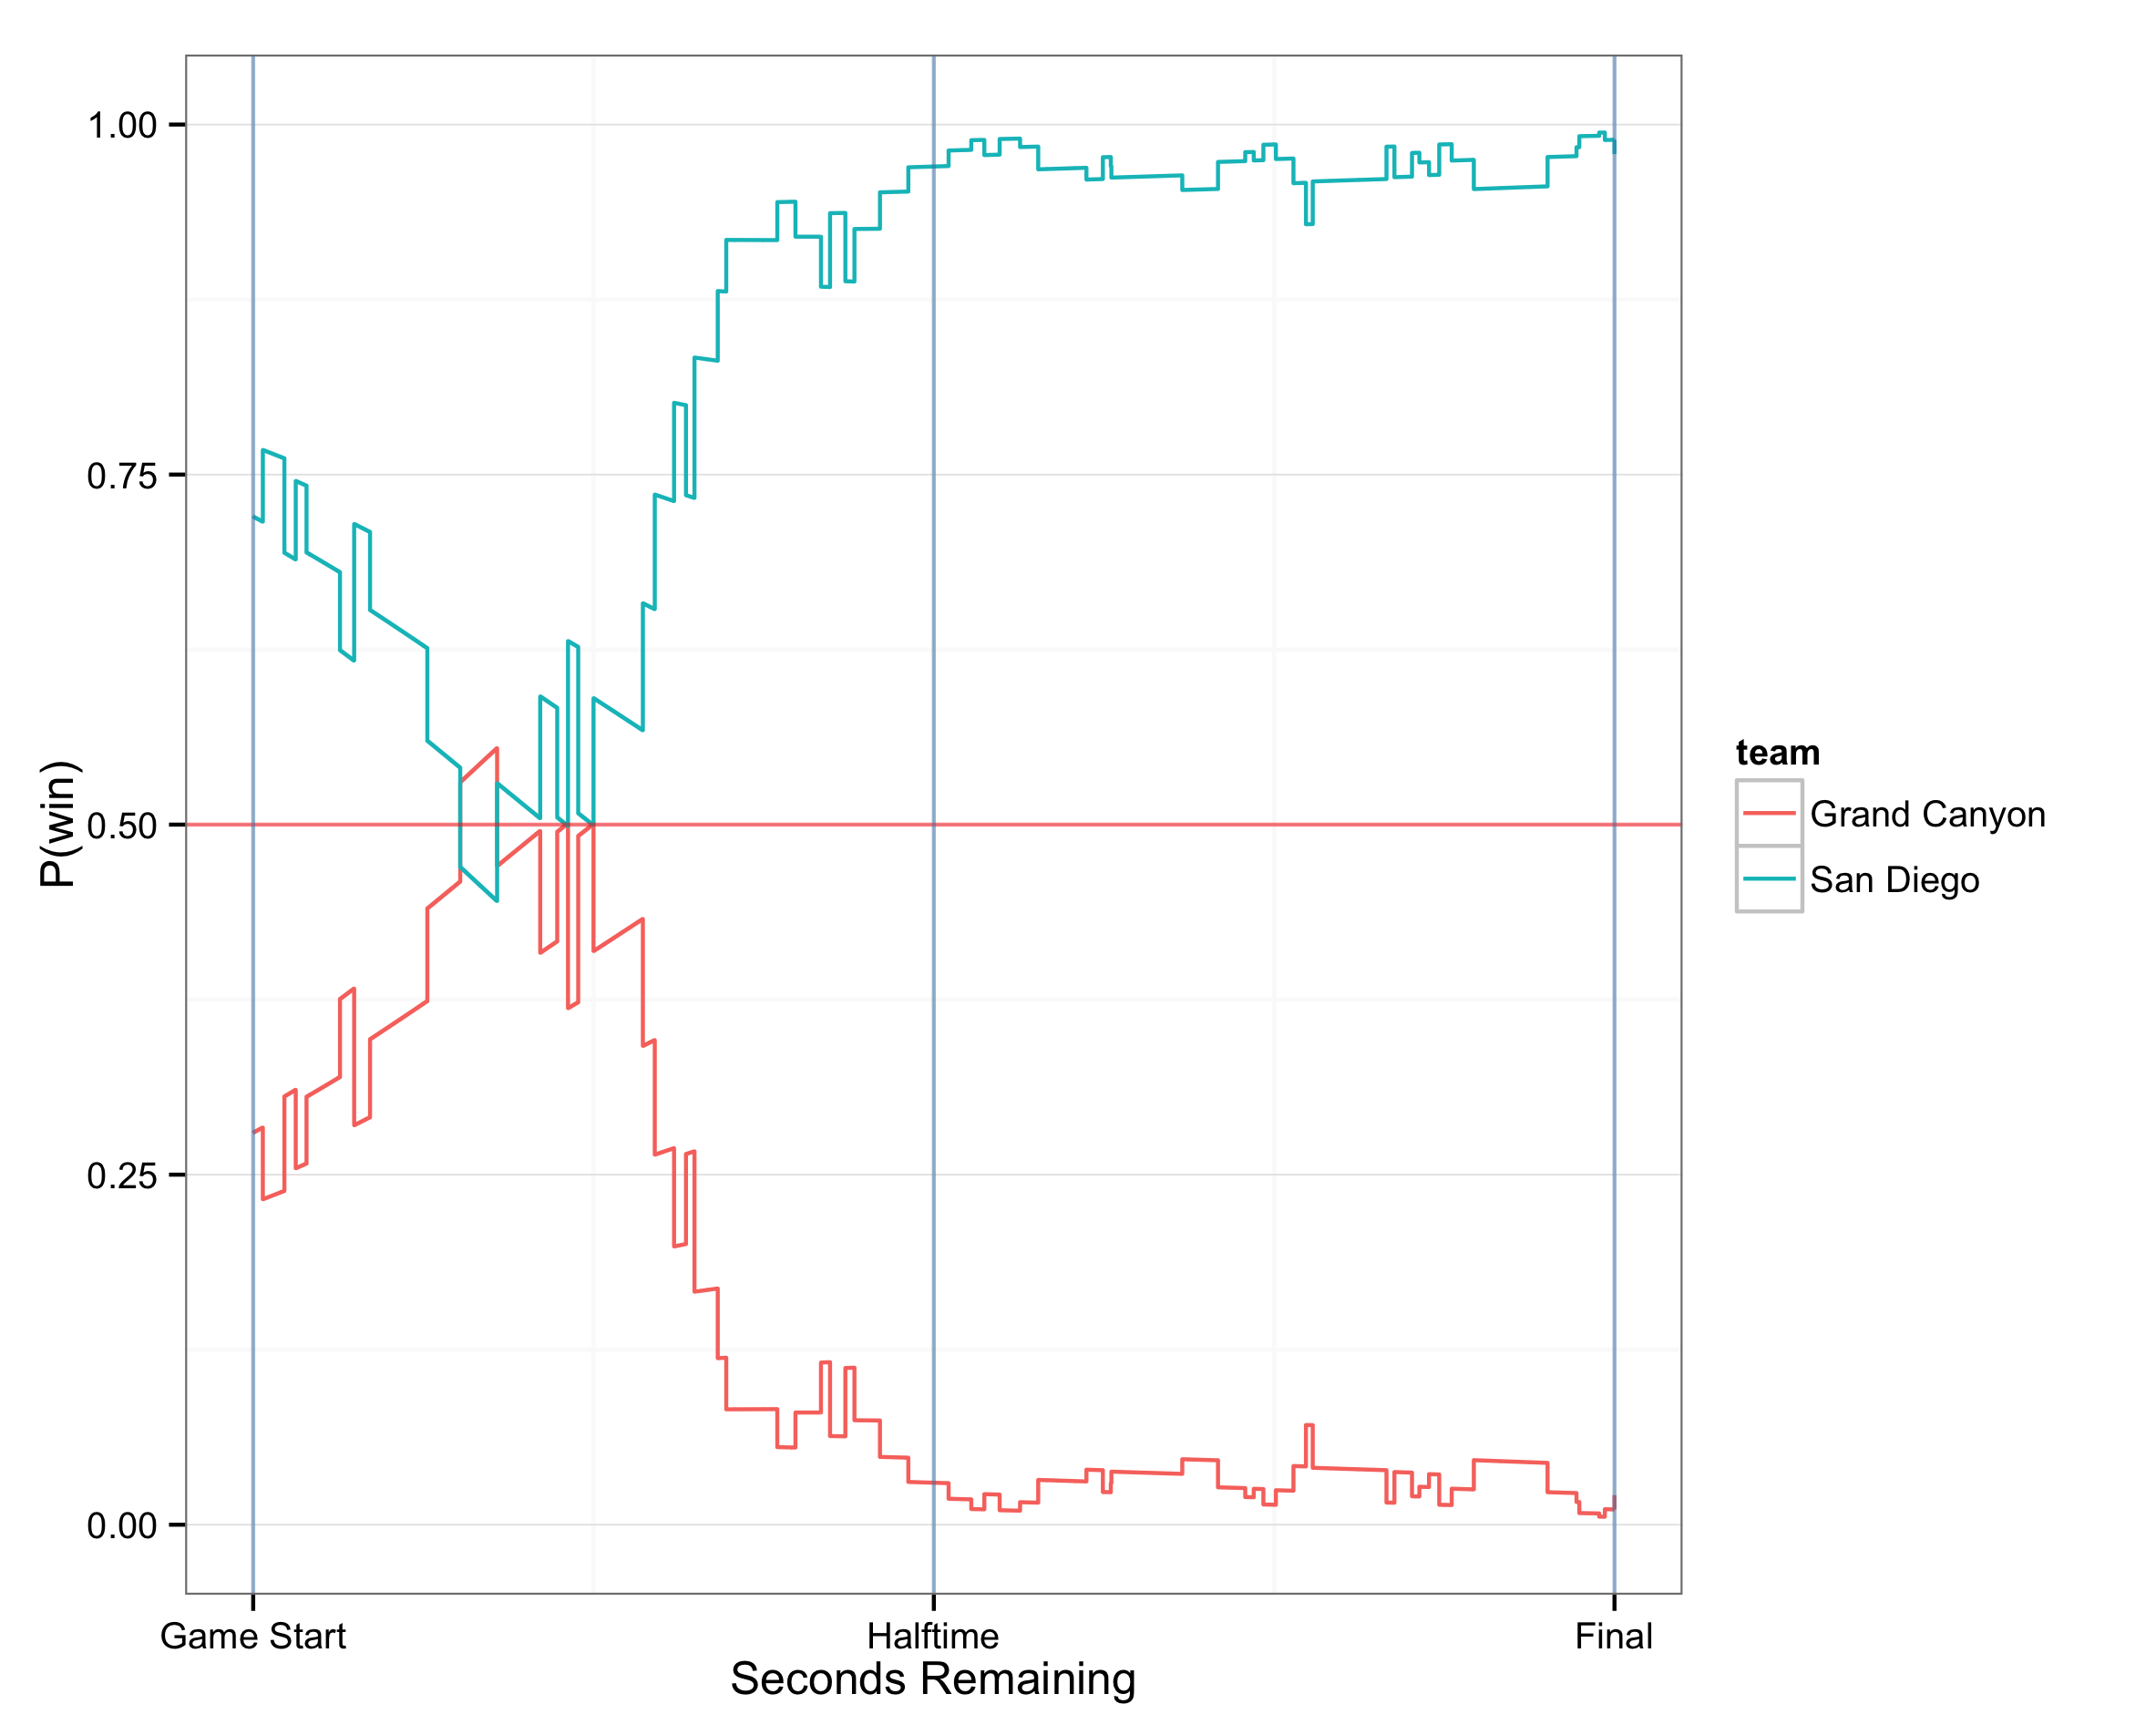 1.00
0.75
0.50
0.25
0.00
P(win)
Game Start
Halftime
Final
Seconds Remaining
team
Grand Canyon
San Diego